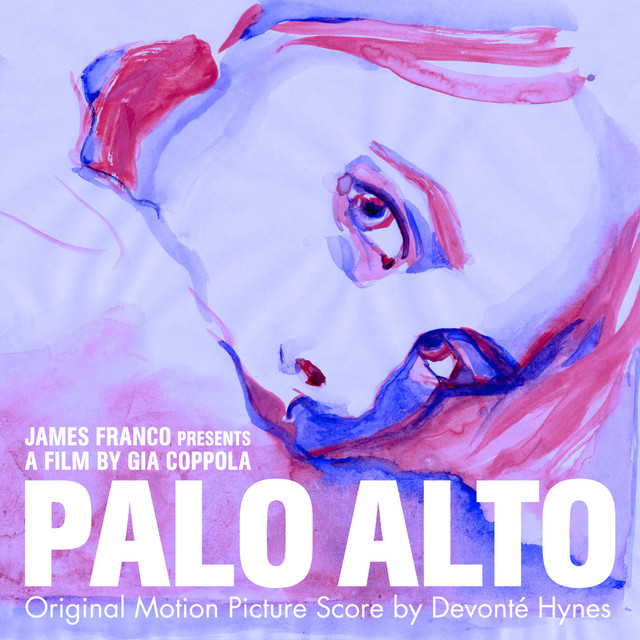 JAMES FRANCO PRESENTS
A FILM BY GIA COPPOLA
PALO ALTO
Original Motion Picture Score by Devonté Hynes